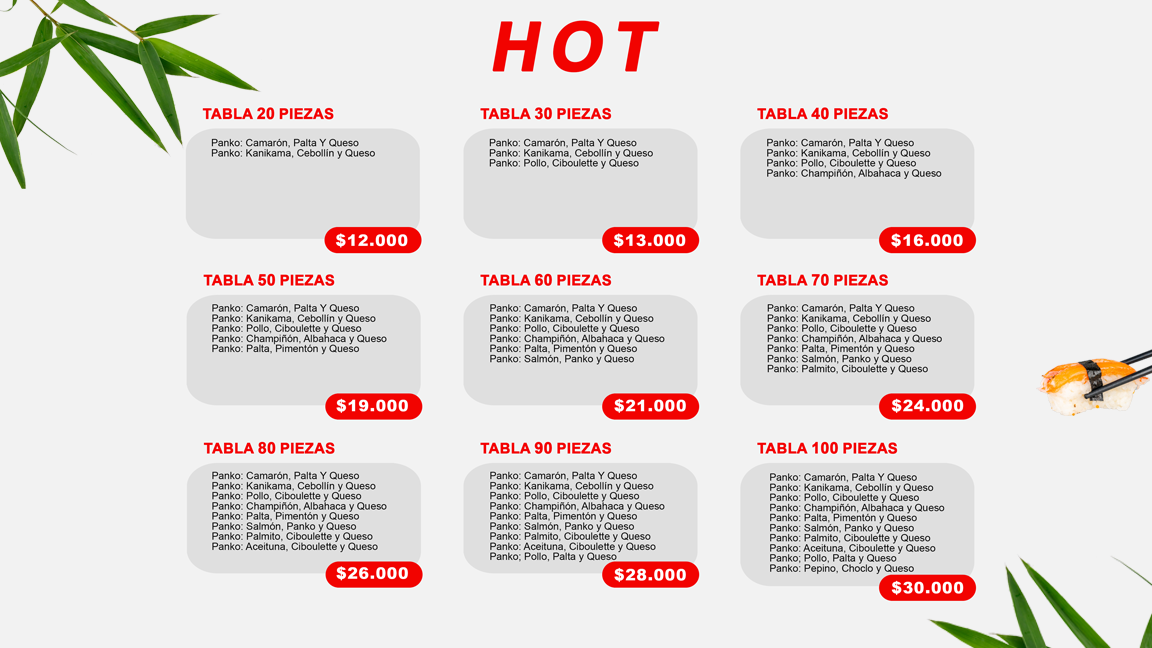 HOT
TABLA 20 PIEZAS
Panko: Camarón, Palta Y Queso
Panko: Kanikama, Cebollín y Queso
$12.000
TABLA 30 PIEZAS
Panko: Camarón, Palta Y Queso
Panko: Kanikama, Cebollín y Queso
Panko: Pollo, Ciboulette y Queso
$13.000
TABLA 40 PIEZAS
Panko: Camarón, Palta Y Queso
Panko: Kanikama, Cebollín y Queso
Panko: Pollo, Ciboulette y Queso
Panko: Champiñón, Albahaca y Queso
$16.000
TABLA 50 PIEZAS
Panko: Camarón, Palta Y Queso
Panko: Kanikama, Cebollín y Queso
Panko: Pollo, Ciboulette y Queso
Panko: Champiñón, Albahaca y Queso
Panko: Palta, Pimentón y Queso
$19.000
TABLA 60 PIEZAS
Panko: Camarón, Palta Y Queso
Panko: Kanikama, Cebollín y Queso
Panko: Pollo, Ciboulette y Queso
Panko: Champiñón, Albahaca y Queso
Panko: Palta, Pimentón y Queso
Panko: Salmón, Panko y Queso
$21.000
TABLA 70 PIEZAS
Panko: Camarón, Palta Y Queso
Panko: Kanikama, Cebollín y Queso
Panko: Pollo, Ciboulette y Queso
Panko: Champiñón, Albahaca y Queso
Panko: Palta, Pimentón y Queso
Panko: Salmón, Panko y Queso
Panko: Palmito, Ciboulette y Queso
$24.000
TABLA 80 PIEZAS
Panko: Camarón, Palta Y Queso
Panko: Kanikama, Cebollín y Queso
Panko: Pollo, Ciboulette y Queso
Panko: Champiñón, Albahaca y Queso
Panko: Palta, Pimentón y Queso
Panko: Salmón, Panko y Queso
Panko: Palmito, Ciboulette y Queso
Panko: Aceituna, Ciboulette y Queso
$26.000
TABLA 90 PIEZAS
Panko: Camarón, Palta Y Queso
Panko: Kanikama, Cebollín y Queso
Panko: Pollo, Ciboulette y Queso
Panko: Champiñón, Albahaca y Queso
Panko: Palta, Pimentón y Queso
Panko: Salmón, Panko y Queso
Panko: Palmito, Ciboulette y Queso
Panko: Aceituna, Ciboulette y Queso
Panko; Pollo, Palta y Queso
$28.000
TABLA 100 PIEZAS
Panko: Camarón, Palta Y Queso
Panko: Kanikama, Cebollín y Queso
Panko: Pollo, Ciboulette y Queso
Panko: Champiñón, Albahaca y Queso
Panko: Palta, Pimentón y Queso
Panko: Salmón, Panko y Queso
Panko: Palmito, Ciboulette y Queso
Panko: Aceituna, Ciboulette y Queso
Panko; Pollo, Palta y Queso
Panko: Pepino, Choclo y Queso
$30.000